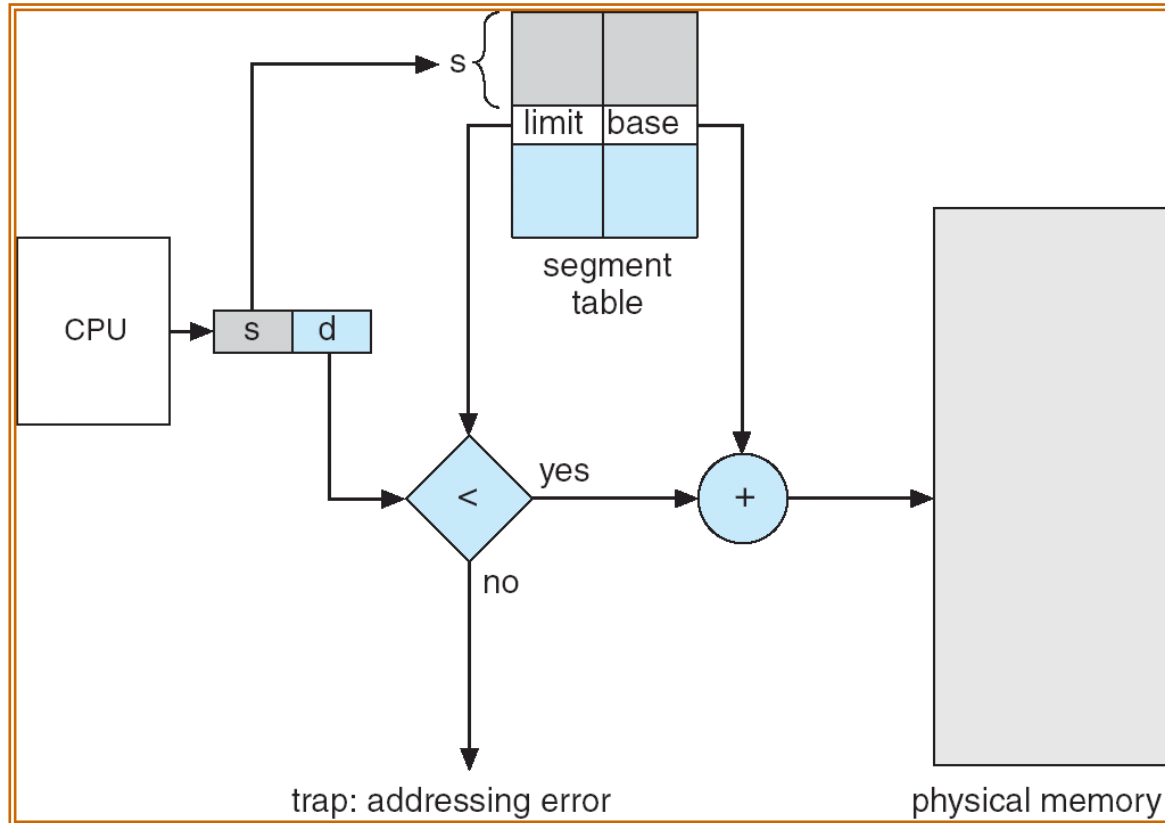 s
limit base
segment
table
CPU
s d
<
yes
+
no
trap: addressing error
physical memory